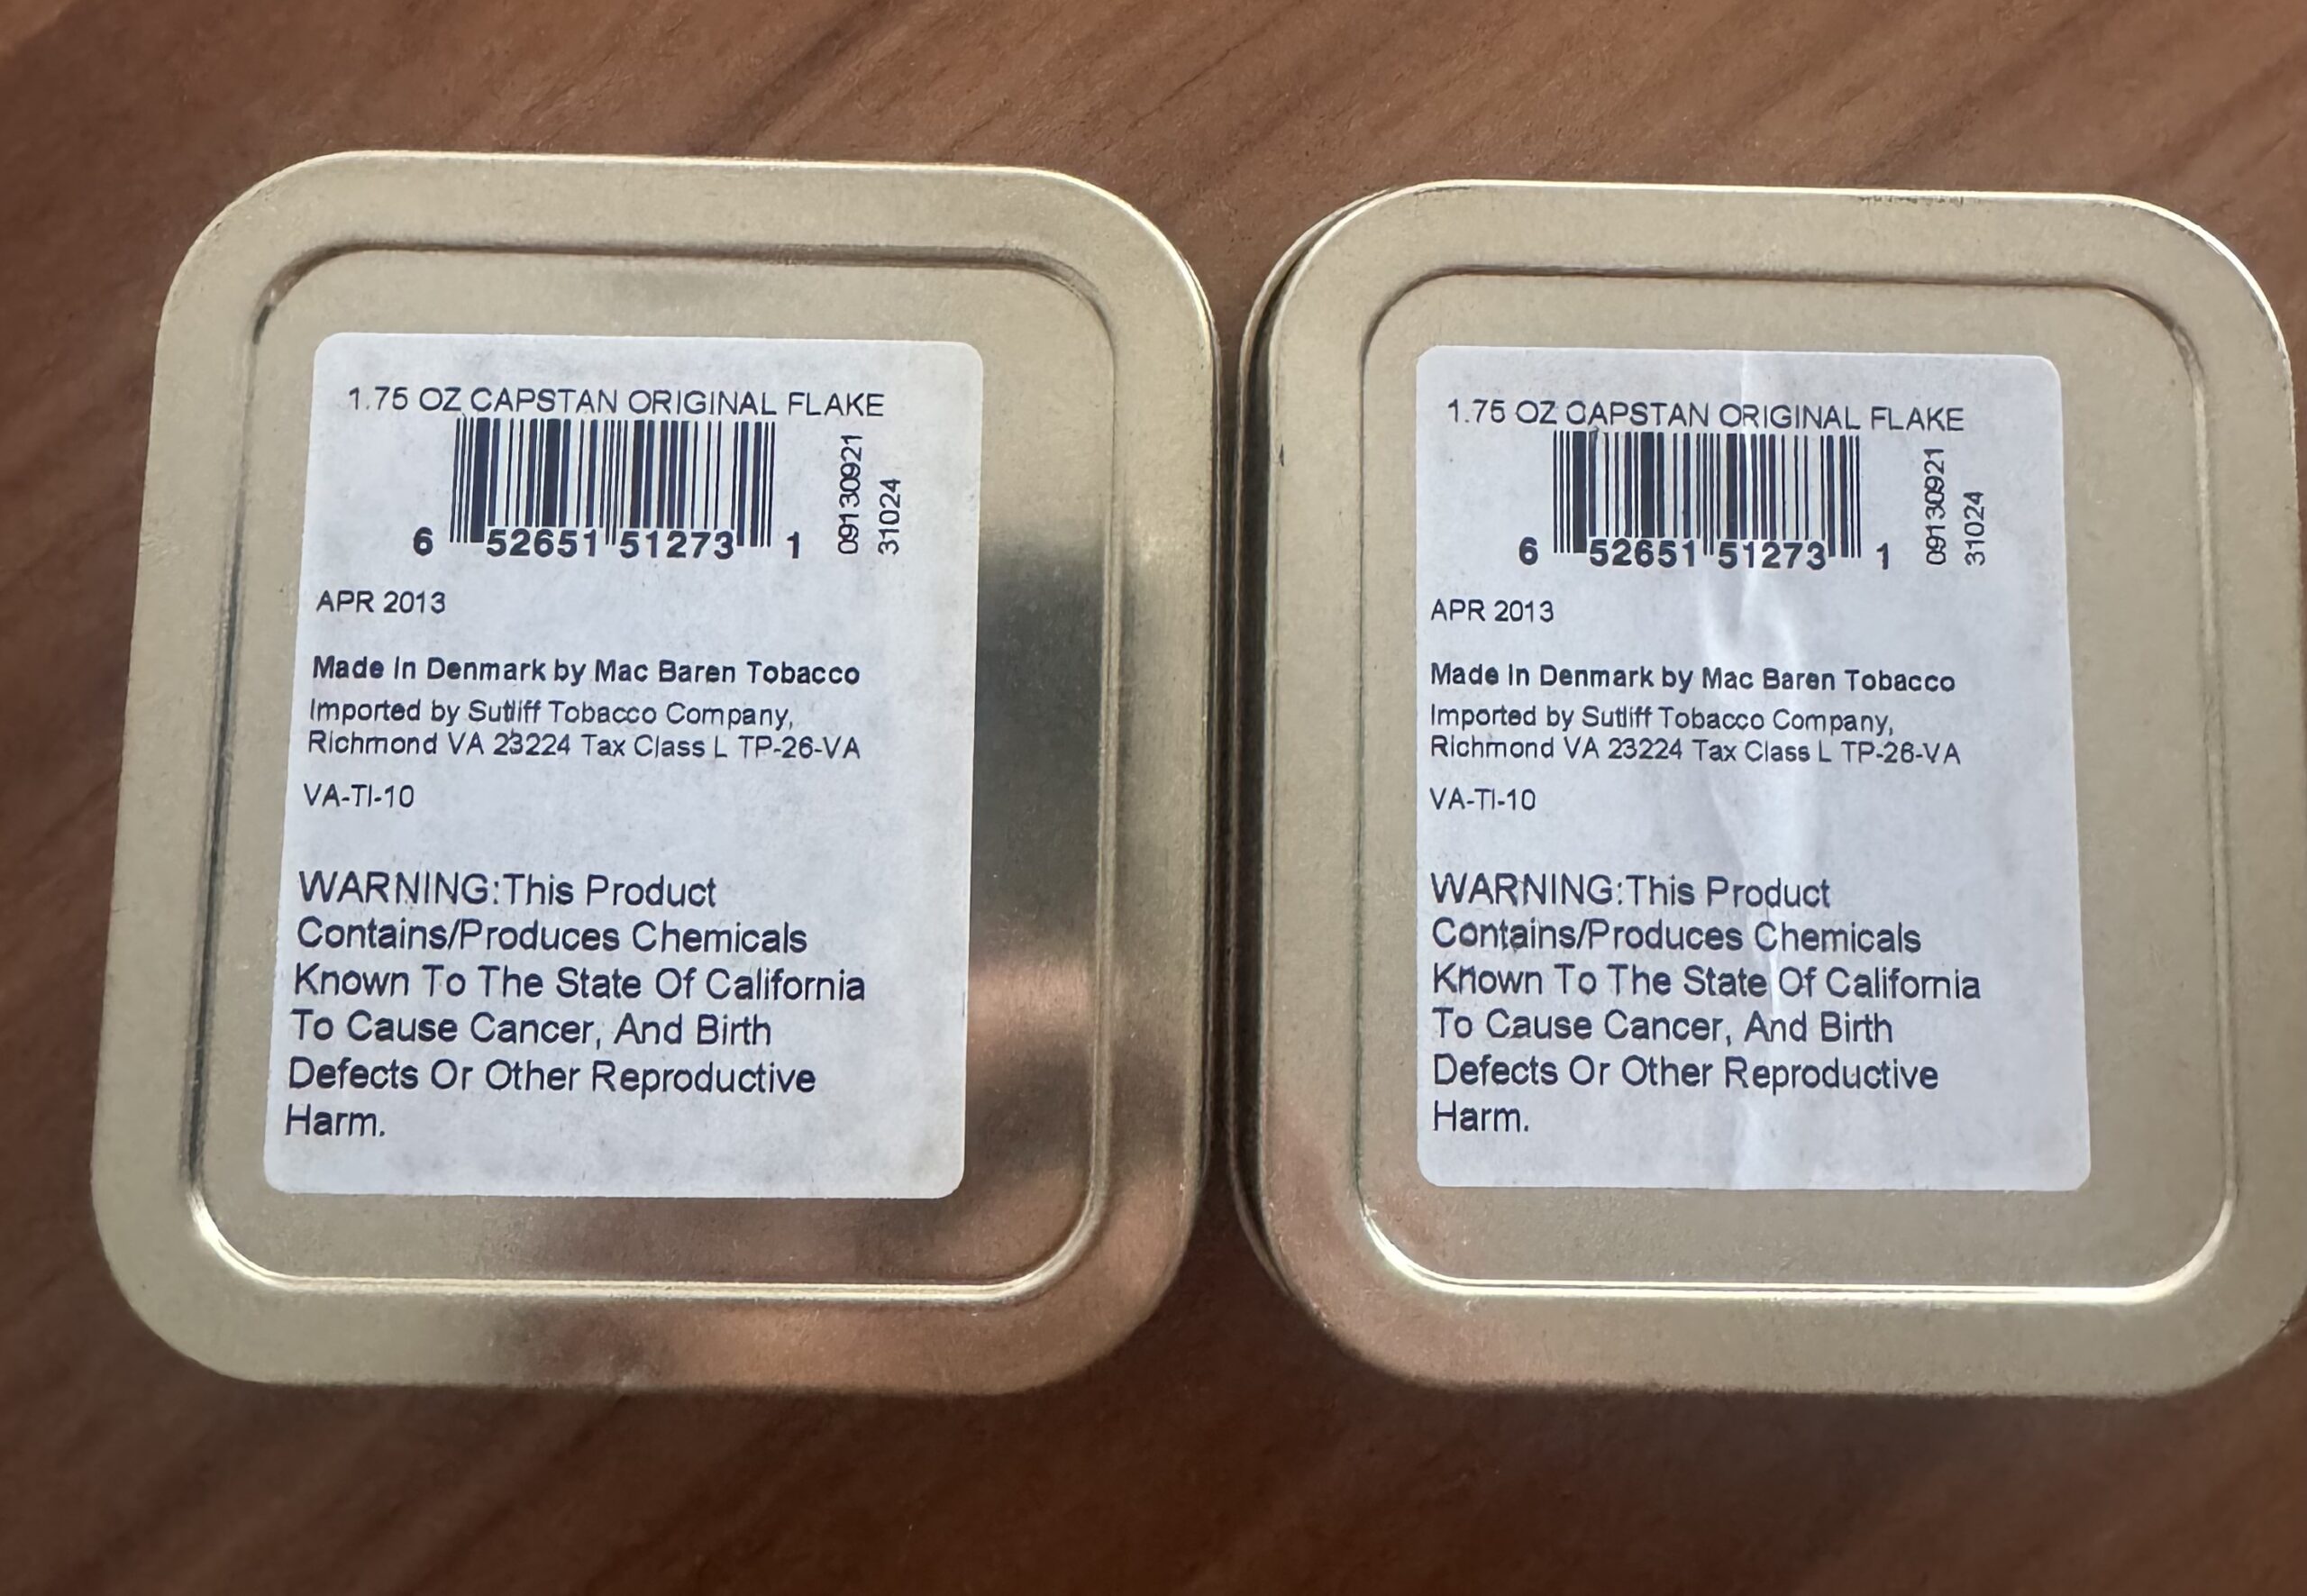 1.75 OZ CAPSTAN ORIGINAL FLAKE
6 52651 51273 1
09130921
31024
APR 2013
Made In Denmark by Mac Baren Tobacco
Imported by Sutliff Tobacco Company,
Richmond VA 23224 Tax Class L TP-26-VA
VA-TI-10
WARNING:This Product
Contains/Produces Chemicals
Known To The State Of California
To Cause Cancer, And Birth
Defects Or Other Reproductive
Harm.
1.75 OZ CAPSTAN ORIGINAL FLAKE
6 52651 51273 1
09130921
31024
APR 2013
Made In Denmark by Mac Baren Tobacco
Imported by Sutliff Tobacco Company,
Richmond VA 23224 Tax Class L TP-26-VA
VA-TI-10
WARNING:This Product
Contains/Produces Chemicals
Known To The State Of California
To Cause Cancer, And Birth
Defects Or Other Reproductive
Harm.